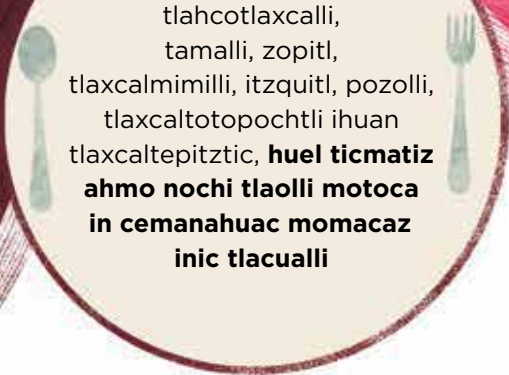 tlahcotlaxcalli,
tamalli, zopitl,
tlaxcalmimilli, itzquitl, pozolli,
tlaxcaltotopochtli ihuan
tlaxcaltepitztic, huel ticmatiz
ahmo nochi tlaolli motoca
in cemanahuac momacaz
inic tlacualli